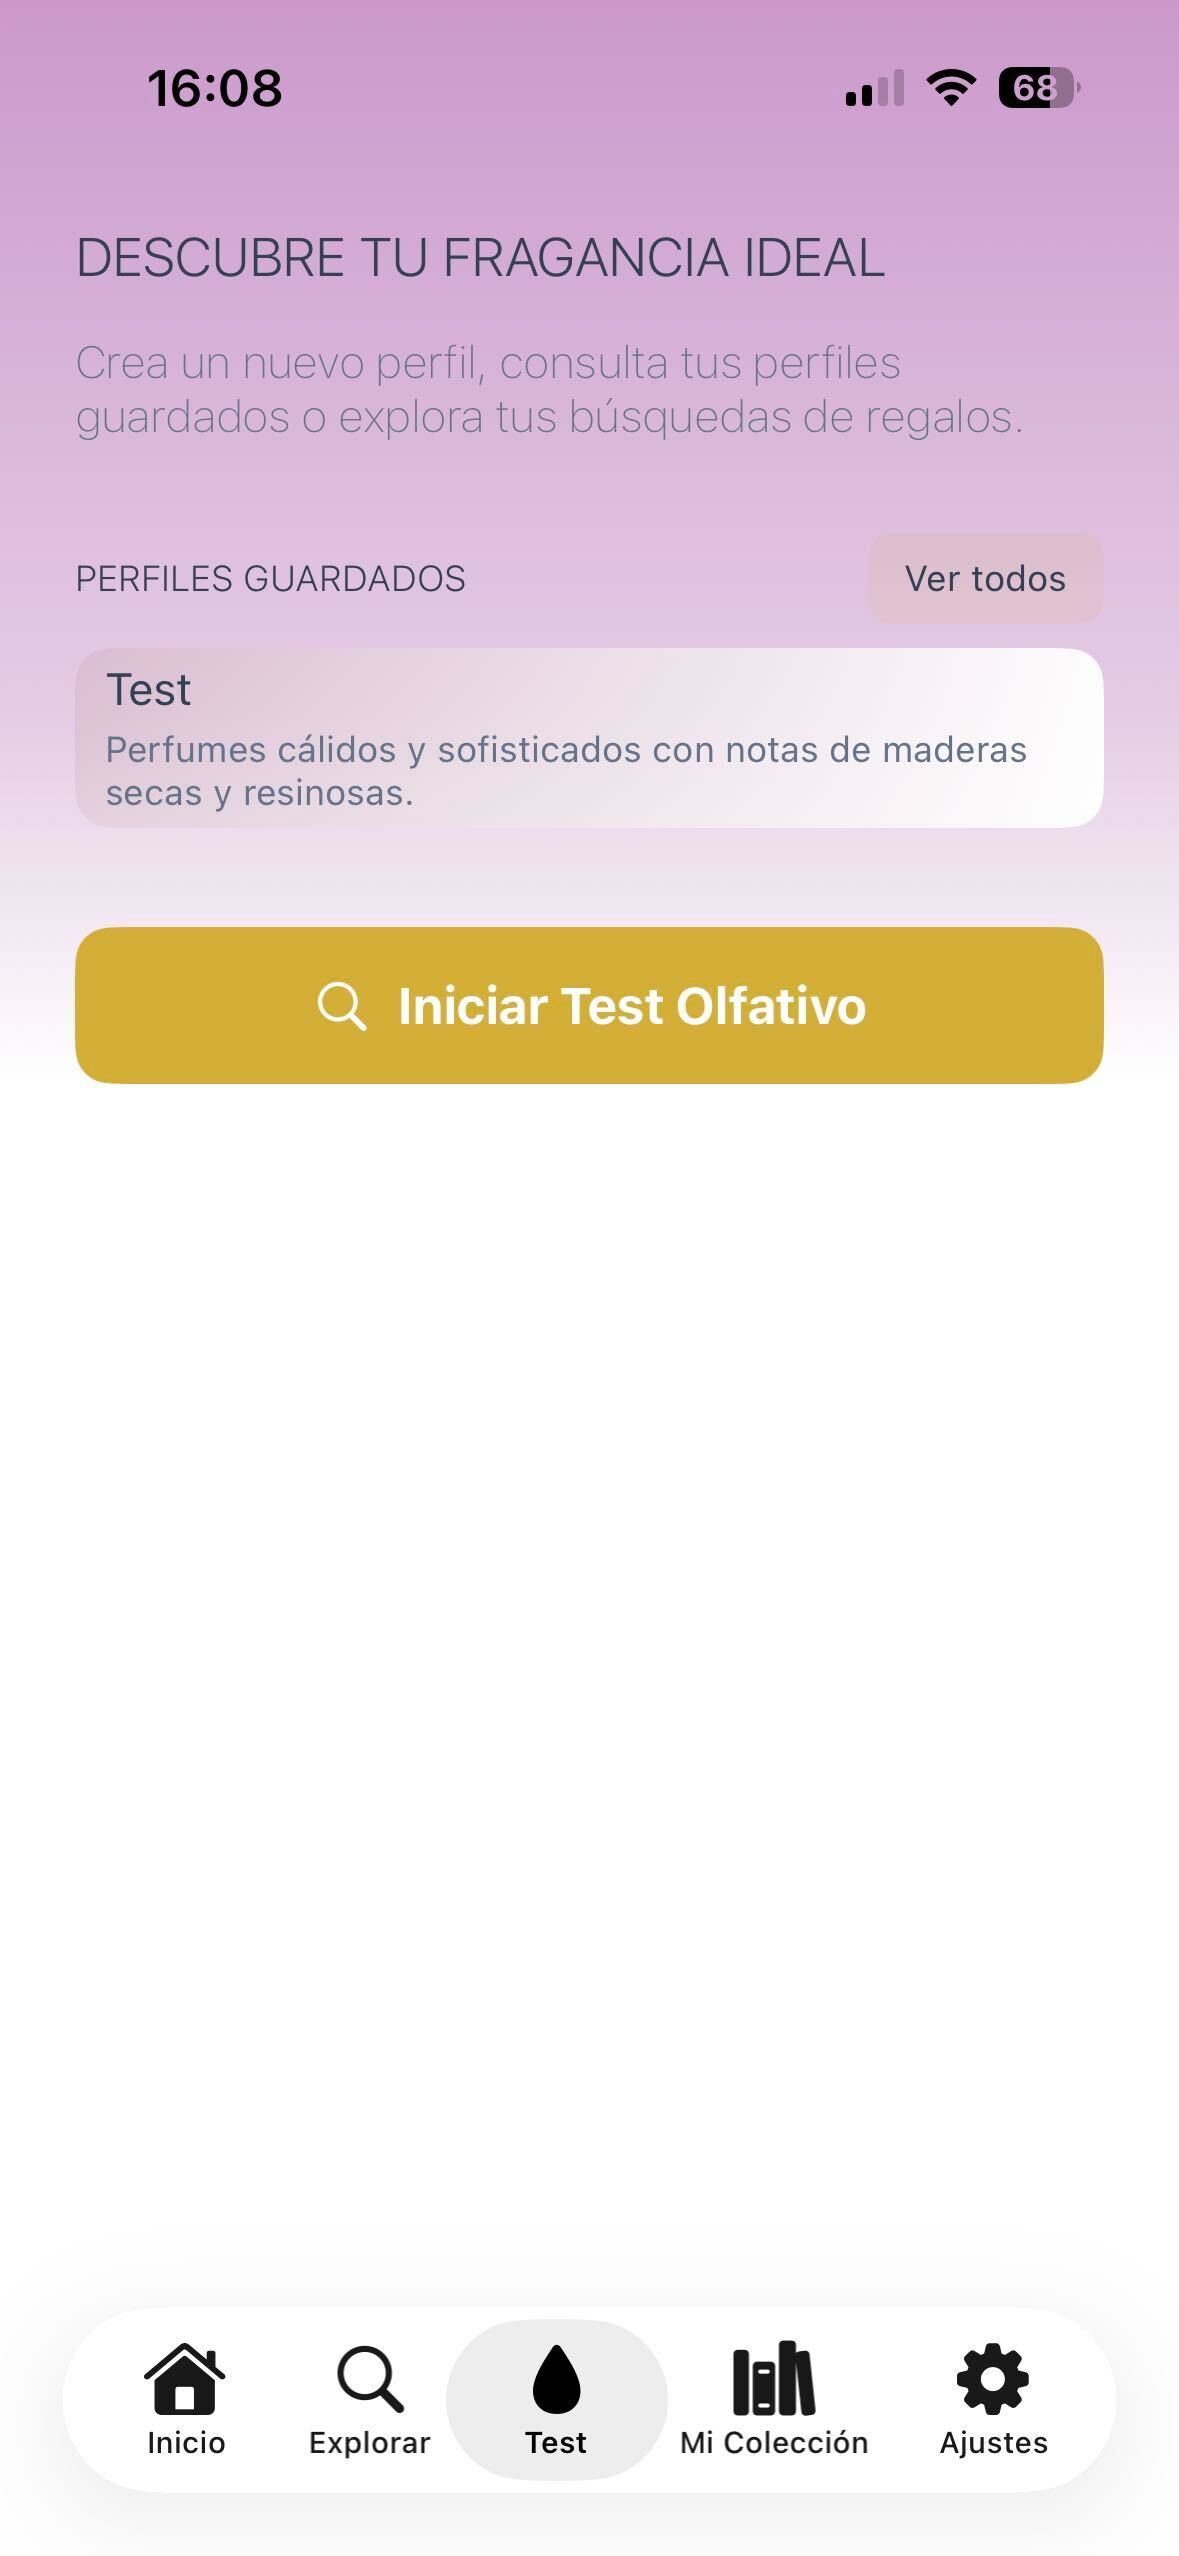 16:08
68
DESCUBRE TU FRAGANCIA IDEAL
Crea un nuevo perfil, consulta tus perfiles
guardados o explora tus búsquedas de regalos.
PERFILES GUARDADOS
Ver todos
Test
Perfumes cálidos y sofisticados con notas de maderas
secas y resinosas.
Iniciar Test Olfativo
Inicio
Explorar
Test
Mi Colección
Ajustes